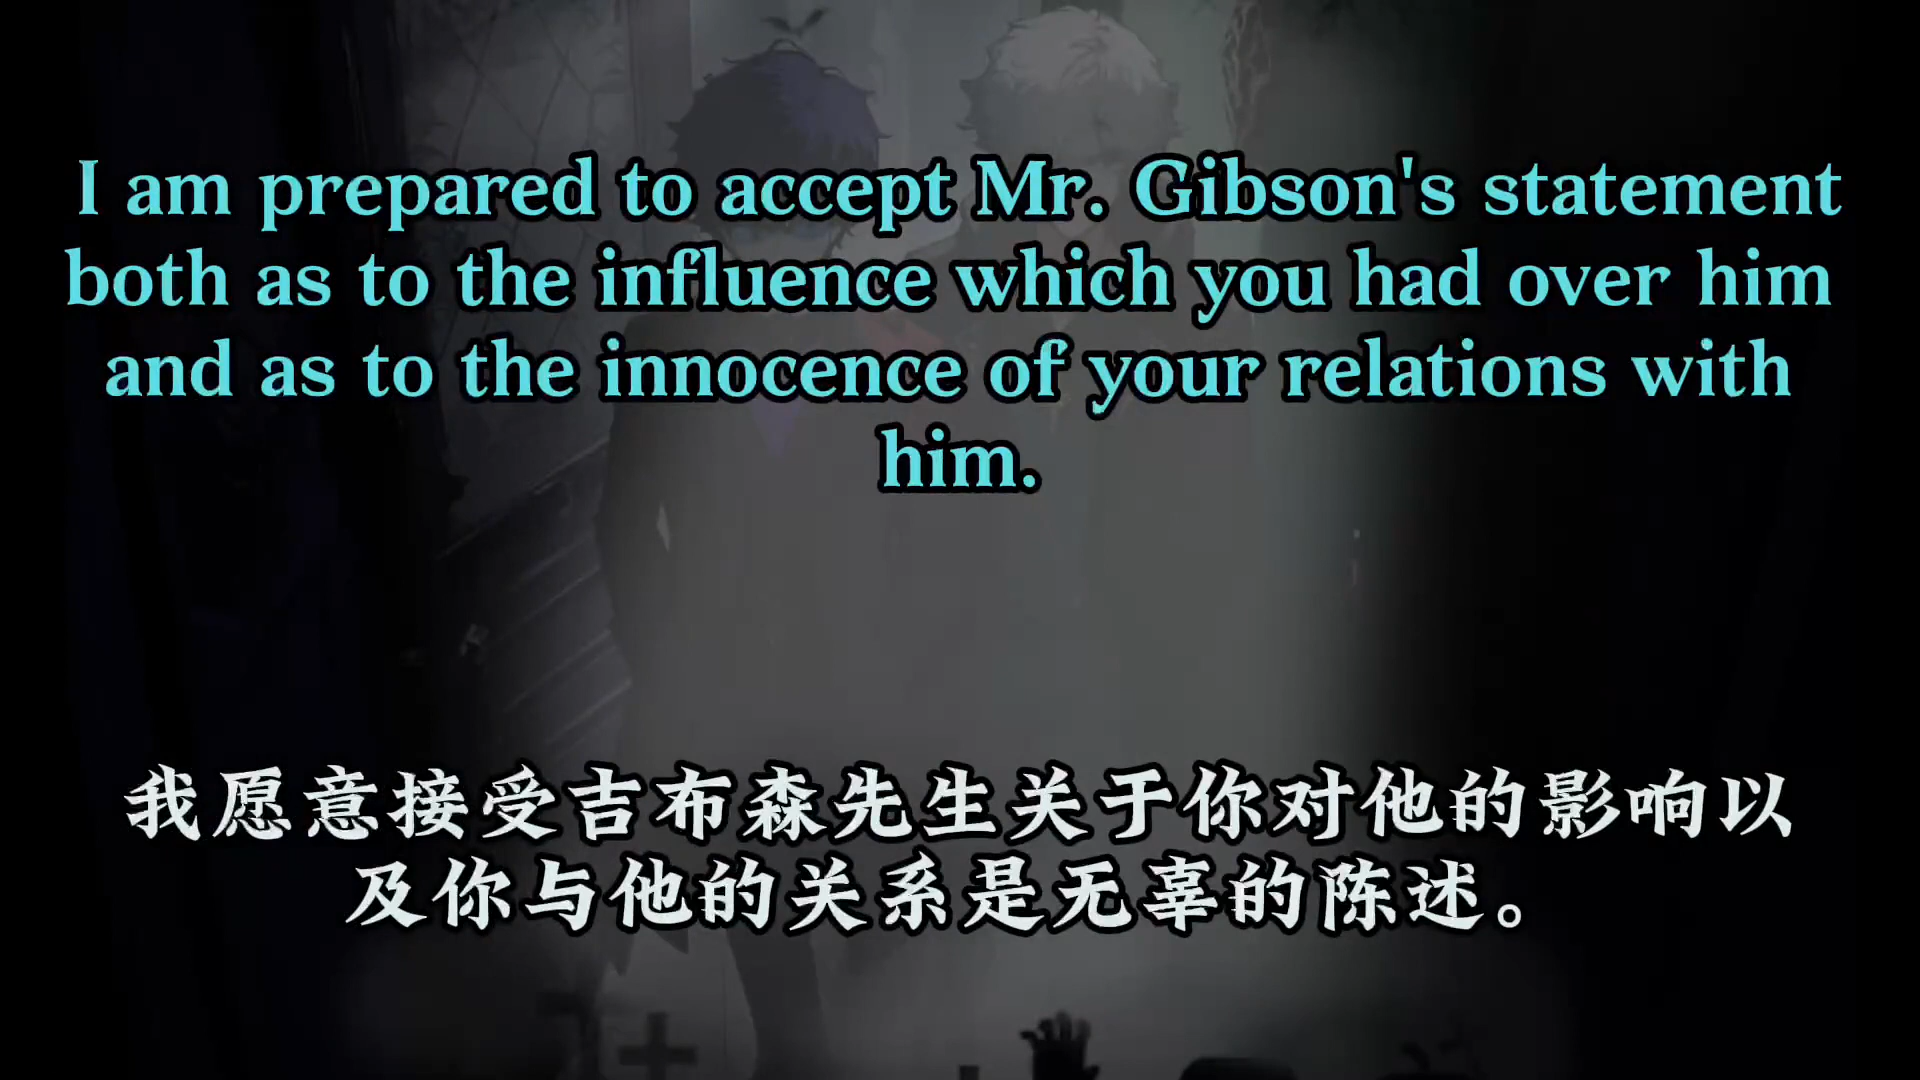 I am prepared to accept Mr. Gibson's statement
both as to the influence which you had over him
and as to the innocence of your relations with
him.
我愿意接受吉布森先生关于你对他的影响以
及你与他的关系是无辜的陈述。